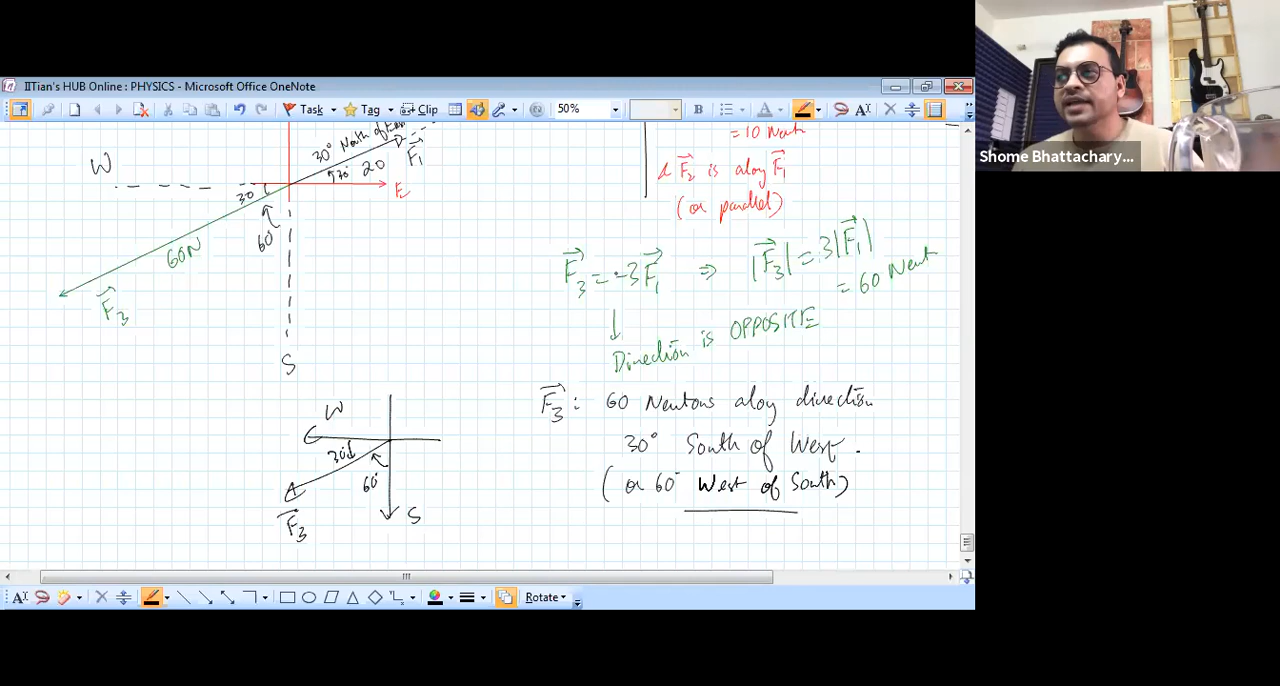 IITian's HUB Online : PHYSICS - Microsoft Office OneNote
Task
Tag
Clip
50%
B
A
W
30° North of East
F₁
30°
20
E
30°
60°
60N
F₃
S
= 10 Newt
& F₂ is along F₁
(or parallel)
F₃ = -3F₁ ⇒ |F₃| = 3|F₁|
= 60 Newt
↓
Direction is OPPOSITE
W
30°
60°
F₃
S
F₃ : 60 Newtons along direction
30° South of West.
(or 60° West of South)
Rotate
Shome Bhattachary...